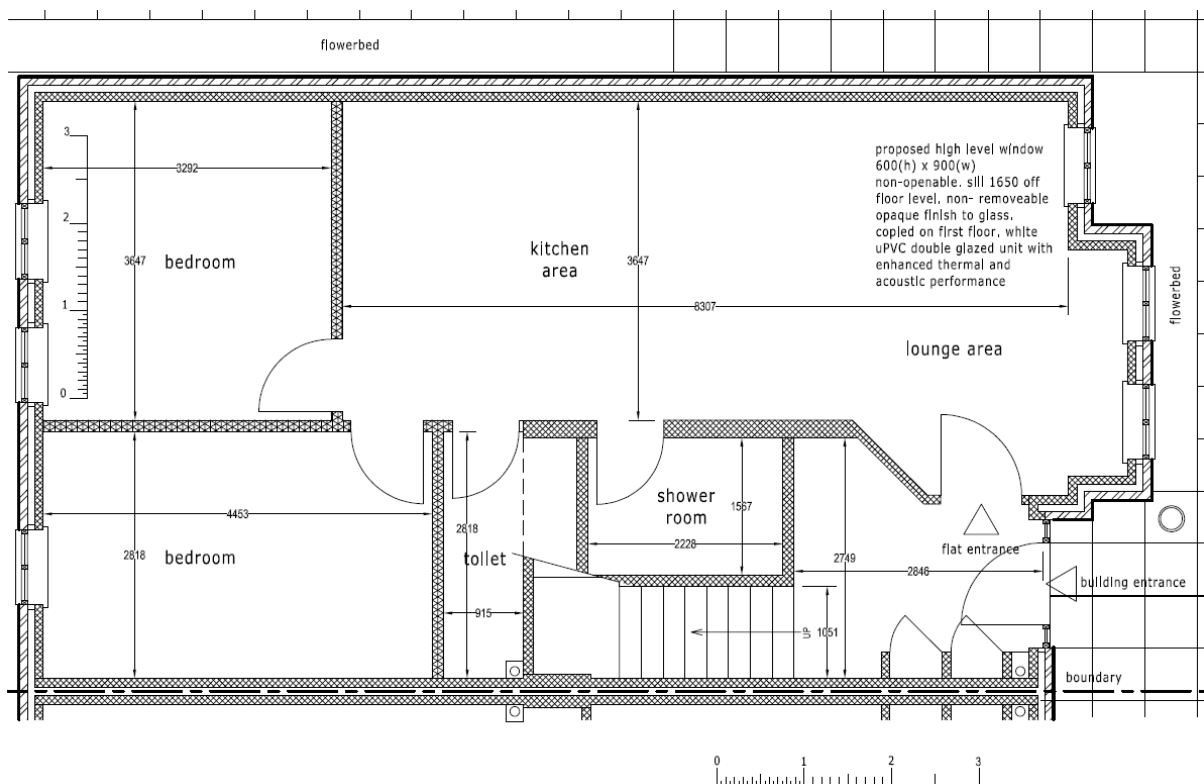 flowerbed
3
2
1
0
3292
3647
bedroom
kitchen
area
3647
8307
proposed high level window
600(h) x 900(w)
non-openable. sill 1650 off
floor level, non- removeable
opaque finish to glass,
copied on first floor, white
uPVC double glazed unit with
enhanced thermal and
acoustic performance
flowerbed
lounge area
4453
2818
bedroom
2818
toilet
915
shower
room
1567
2228
2749
flat entrance
2846
building entrance
UP
1051
boundary
0 1 2 3